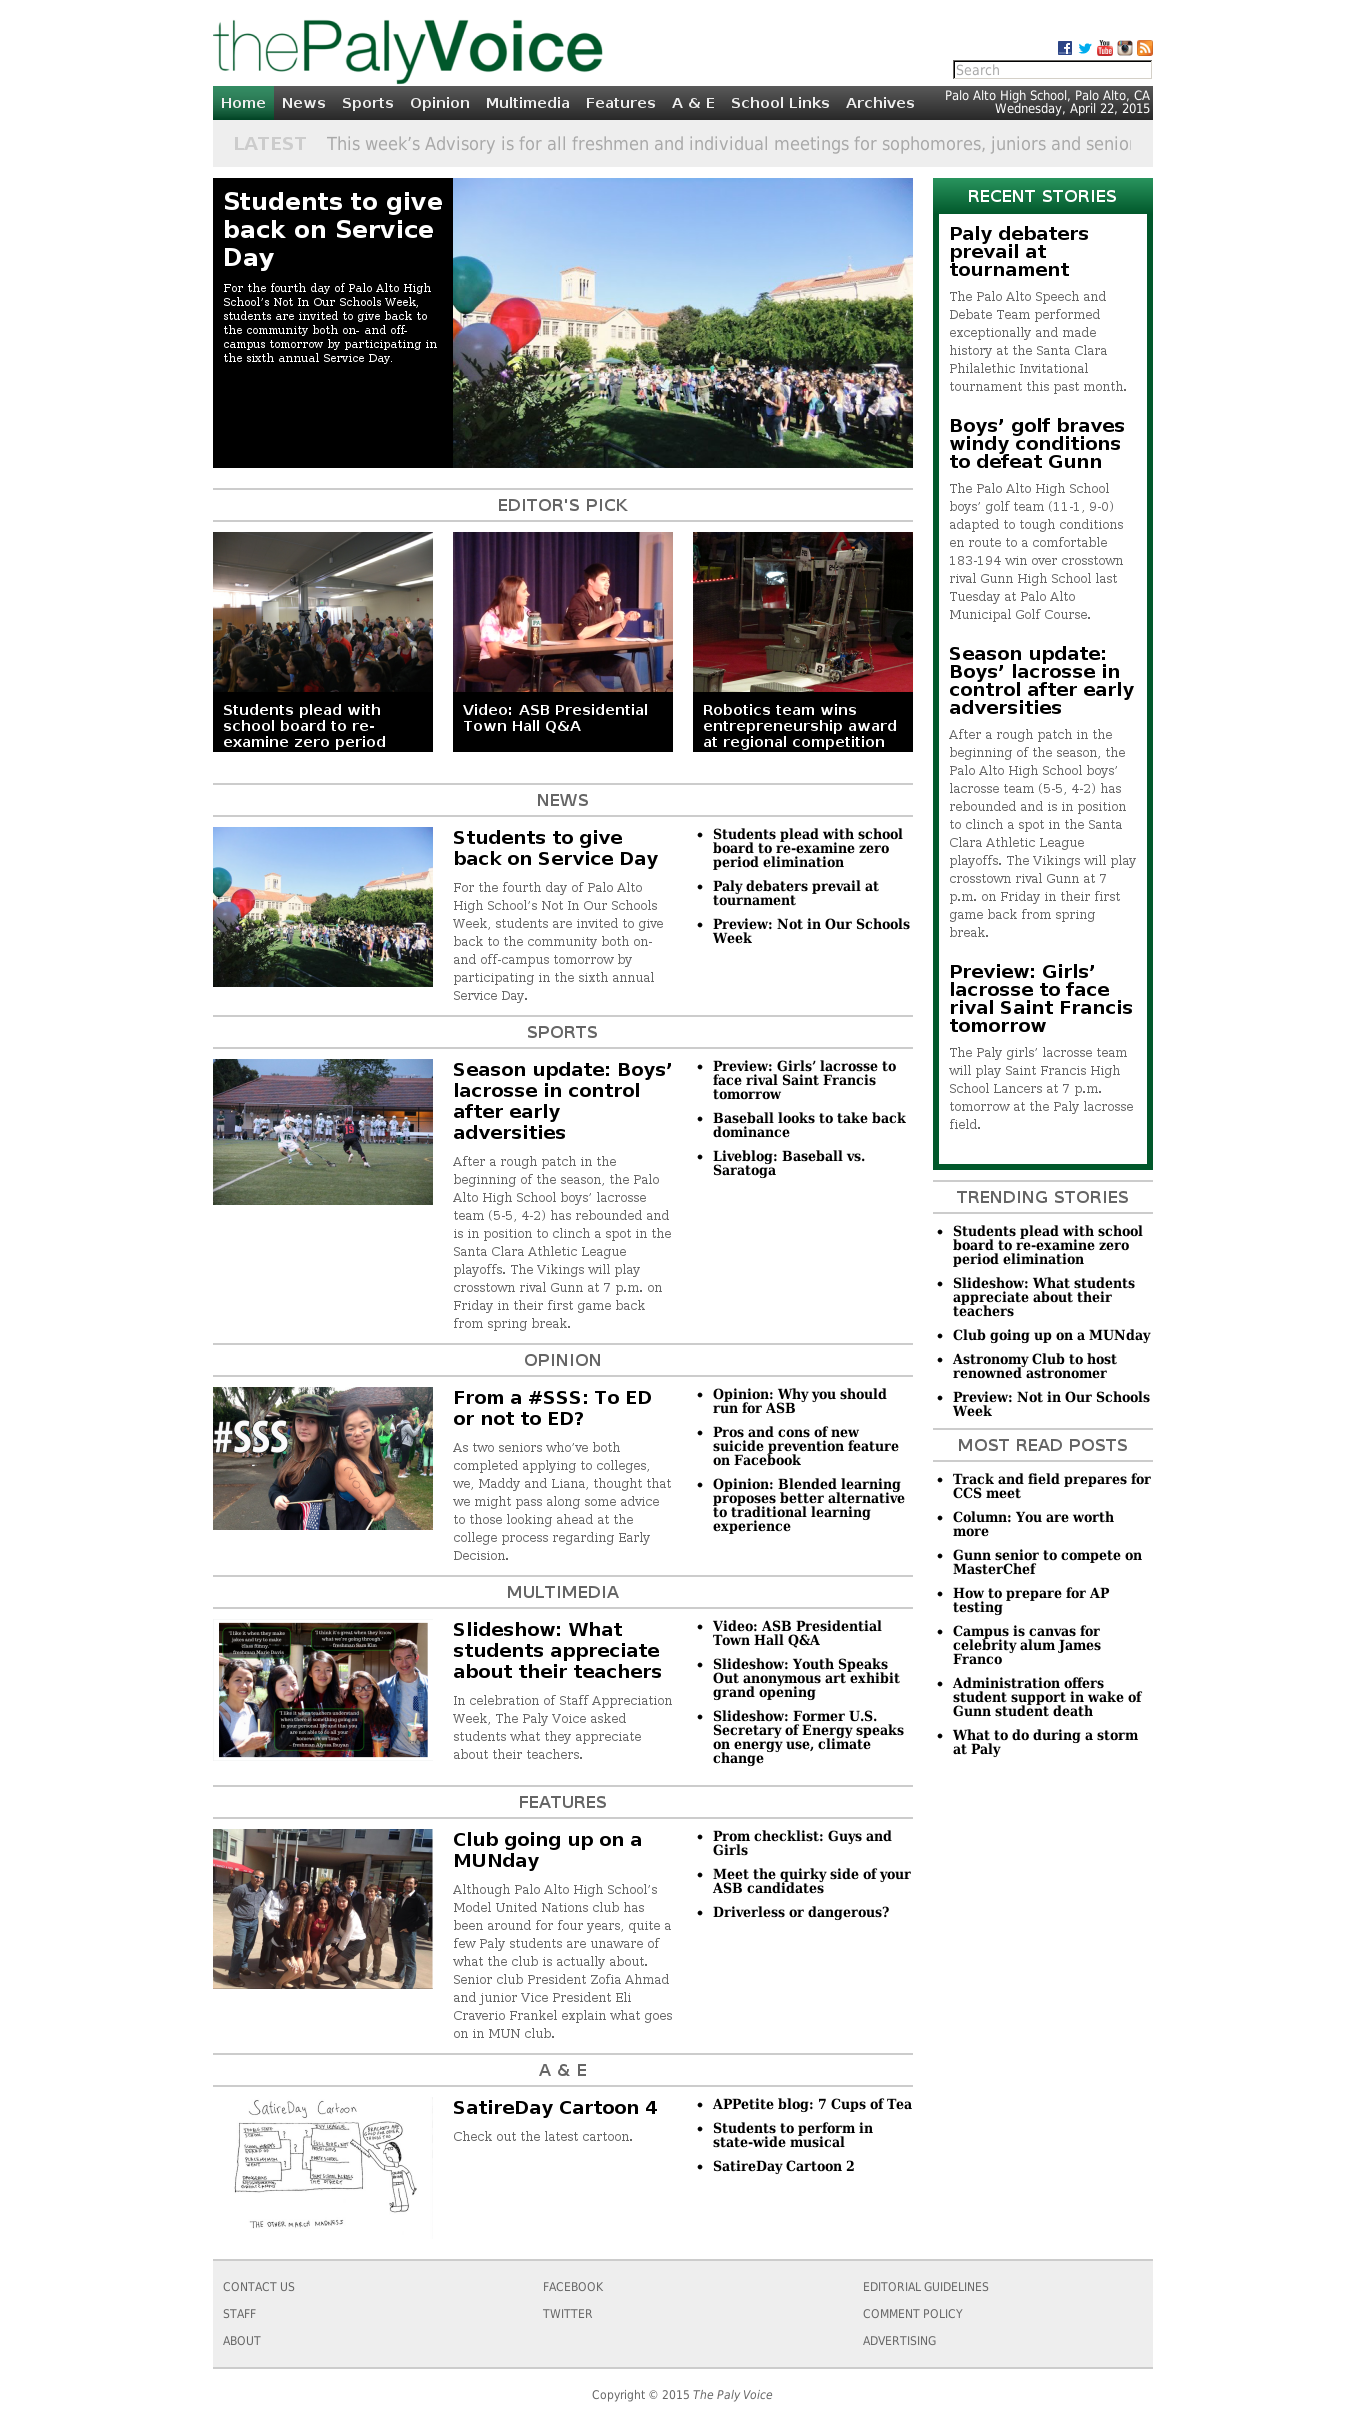 thePalyVoice
Search
Home News Sports Opinion Multimedia Features A & E School Links Archives
Palo Alto High School, Palo Alto, CA
Wednesday, April 22, 2015
LATEST This week’s Advisory is for all freshmen and individual meetings for sophomores, juniors and
Students to give
back on Service
Day
For the fourth day of Palo Alto High
School’s Not In Our Schools Week,
students are invited to give back to
the community both on- and off-
campus tomorrow by participating in
the sixth annual Service Day.
EDITOR'S PICK
Students plead with
school board to re-
examine zero period
Video: ASB Presidential
Town Hall Q&A
Robotics team wins
entrepreneurship award
at regional competition
NEWS
Students to give
back on Service Day
For the fourth day of Palo Alto
High School’s Not In Our Schools
Week, students are invited to give
back to the community both on-
and off-campus tomorrow by
participating in the sixth annual
Service Day.
• Students plead with school
board to re-examine zero
period elimination
• Paly debaters prevail at
tournament
• Preview: Not in Our Schools
Week
SPORTS
Season update: Boys’
lacrosse in control
after early
adversities
After a rough patch in the
beginning of the season, the Palo
Alto High School boys’ lacrosse
team (5-5, 4-2) has rebounded and
is in position to clinch a spot in the
Santa Clara Athletic League
playoffs. The Vikings will play
crosstown rival Gunn at 7 p.m. on
Friday in their first game back
from spring break.
• Preview: Girls’ lacrosse to
face rival Saint Francis
tomorrow
• Baseball looks to take back
dominance
• Liveblog: Baseball vs.
Saratoga
OPINION
#SSS
From a #SSS: To ED
or not to ED?
As two seniors who’ve both
completed applying to colleges,
we, Maddy and Liana, thought that
we might pass along some advice
to those looking ahead at the
college process regarding Early
Decision.
• Opinion: Why you should
run for ASB
• Pros and cons of new
suicide prevention feature
on Facebook
• Opinion: Blended learning
proposes better alternative
to traditional learning
experience
MULTIMEDIA
Slideshow: What
students appreciate
about their teachers
In celebration of Staff Appreciation
Week, The Paly Voice asked
students what they appreciate
about their teachers.
• Video: ASB Presidential
Town Hall Q&A
• Slideshow: Youth Speaks
Out anonymous art exhibit
grand opening
• Slideshow: Former U.S.
Secretary of Energy speaks
on energy use, climate
change
FEATURES
Club going up on a
MUNday
Although Palo Alto High School’s
Model United Nations club has
been around for four years, quite a
few Paly students are unaware of
what the club is actually about.
Senior club President Zofia Ahmad
and junior Vice President Eli
Craverio Frankel explain what goes
on in MUN club.
• Prom checklist: Guys and
Girls
• Meet the quirky side of your
ASB candidates
• Driverless or dangerous?
A & E
SatireDay Cartoon
THE OTHER MARCH MADNESS
SatireDay Cartoon 4
Check out the latest cartoon.
• APPetite blog: 7 Cups of Tea
• Students to perform in
state-wide musical
• SatireDay Cartoon 2
RECENT STORIES
Paly debaters
prevail at
tournament
The Palo Alto Speech and
Debate Team performed
exceptionally and made
history at the Santa Clara
Philalethic Invitational
tournament this past month.
Boys’ golf braves
windy conditions
to defeat Gunn
The Palo Alto High School
boys’ golf team (11-1, 9-0)
adapted to tough conditions
en route to a comfortable
183-194 win over crosstown
rival Gunn High School last
Tuesday at Palo Alto
Municipal Golf Course.
Season update:
Boys’ lacrosse in
control after early
adversities
After a rough patch in the
beginning of the season, the
Palo Alto High School boys’
lacrosse team (5-5, 4-2) has
rebounded and is in position
to clinch a spot in the Santa
Clara Athletic League
playoffs. The Vikings will play
crosstown rival Gunn at 7
p.m. on Friday in their first
game back from spring
break.
Preview: Girls’
lacrosse to face
rival Saint Francis
tomorrow
The Paly girls’ lacrosse team
will play Saint Francis High
School Lancers at 7 p.m.
tomorrow at the Paly lacrosse
field.
TRENDING STORIES
• Students plead with school
board to re-examine zero
period elimination
• Slideshow: What students
appreciate about their
teachers
• Club going up on a MUNday
• Astronomy Club to host
renowned astronomer
• Preview: Not in Our Schools
Week
MOST READ POSTS
• Track and field prepares for
CCS meet
• Column: You are worth
more
• Gunn senior to compete on
MasterChef
• How to prepare for AP
testing
• Campus is canvas for
celebrity alum James
Franco
• Administration offers
student support in wake of
Gunn student death
• What to do during a storm
at Paly
CONTACT US
STAFF
ABOUT
FACEBOOK
TWITTER
EDITORIAL GUIDELINES
COMMENT POLICY
ADVERTISING
Copyright © 2015 The Paly Voice